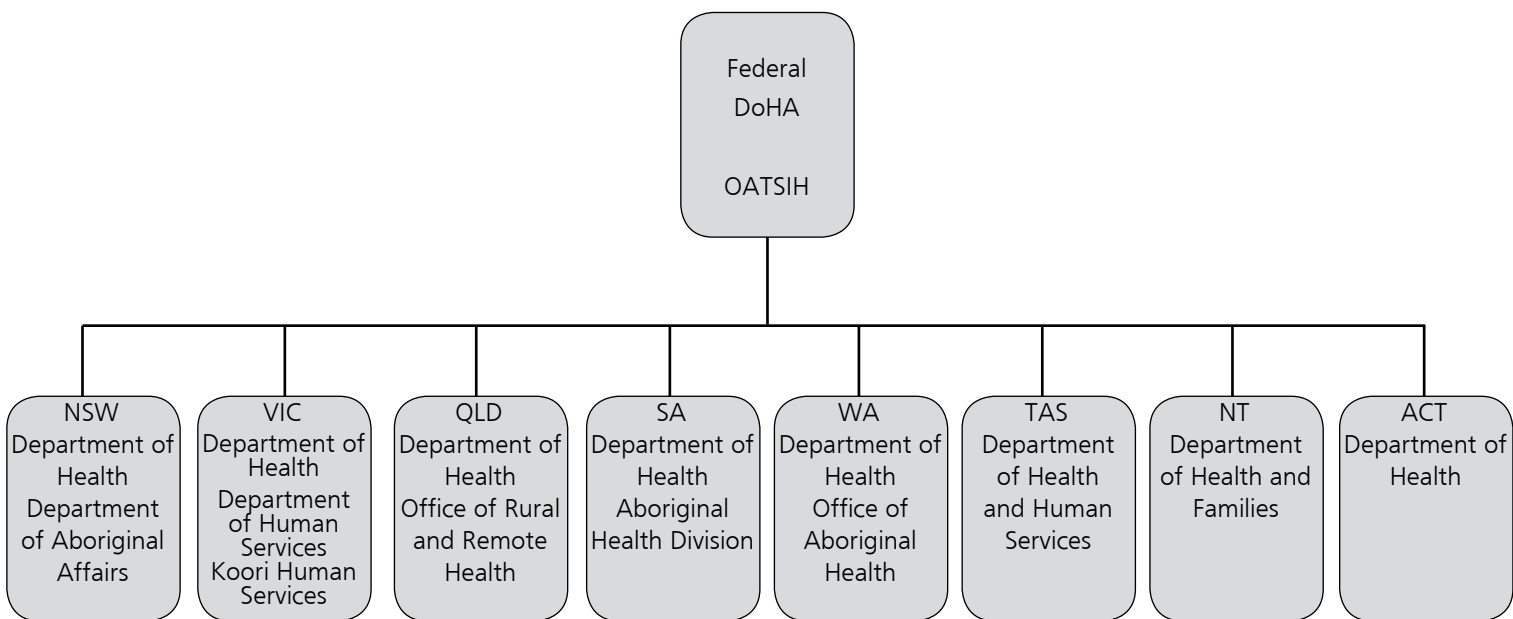 Federal
DoHA
OATSIH
NSW
Department of
Health
Department
of Aboriginal
Affairs
VIC
Department of
Health
Department
of Human
Services
Koori Human
Services
QLD
Department of
Health
Office of Rural
and Remote
Health
SA
Department of
Health
Aboriginal
Health Division
WA
Department of
Health
Office of
Aboriginal
Health
TAS
Department
of Health
and Human
Services
NT
Department
of Health and
Families
ACT
Department of
Health